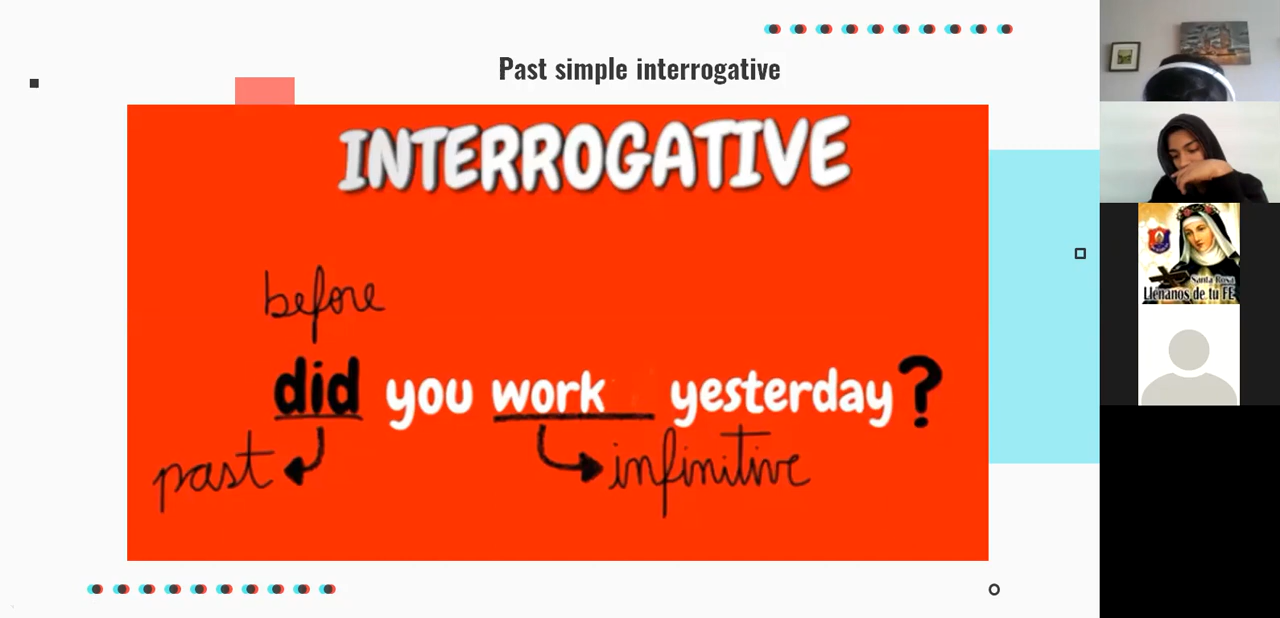 Past simple interrogative
INTERROGATIVE
before
did you work yesterday?
past
infinitive
Santa Rosa
Llénanos de tu FE